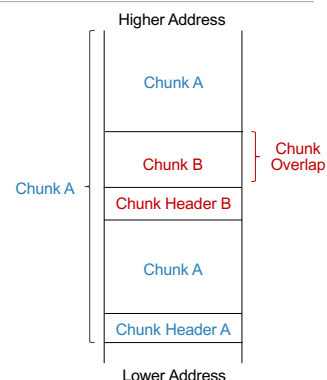 Higher Address
Chunk A
Chunk B
Chunk
Overlap
Chunk A
Chunk Header B
Chunk A
Chunk Header A
Lower Address